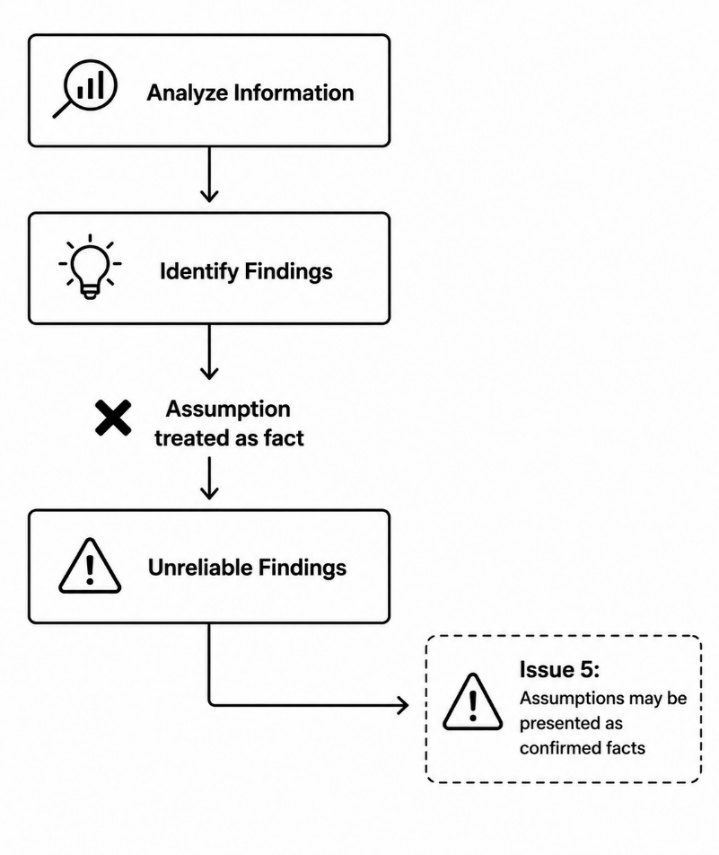 Analyze Information
Identify Findings
Assumption
treated as fact
Unreliable Findings
Issue 5:
Assumptions may be
presented as
confirmed facts